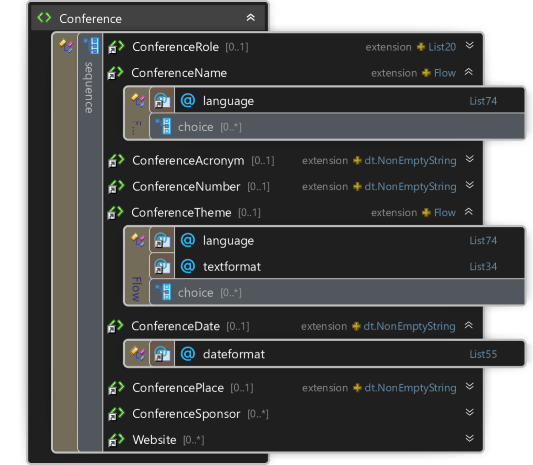 Conference
sequence
ConferenceRole [0..1] extension List20
ConferenceName extension Flow
language List74
F...
choice [0..*]
ConferenceAcronym [0..1] extension dt.NonEmptyString
ConferenceNumber [0..1] extension dt.NonEmptyString
ConferenceTheme [0..1] extension Flow
language List74
textformat List34
Flow
choice [0..*]
ConferenceDate [0..1] extension dt.NonEmptyString
dateformat List55
ConferencePlace [0..1] extension dt.NonEmptyString
ConferenceSponsor [0..*]
Website [0..*]